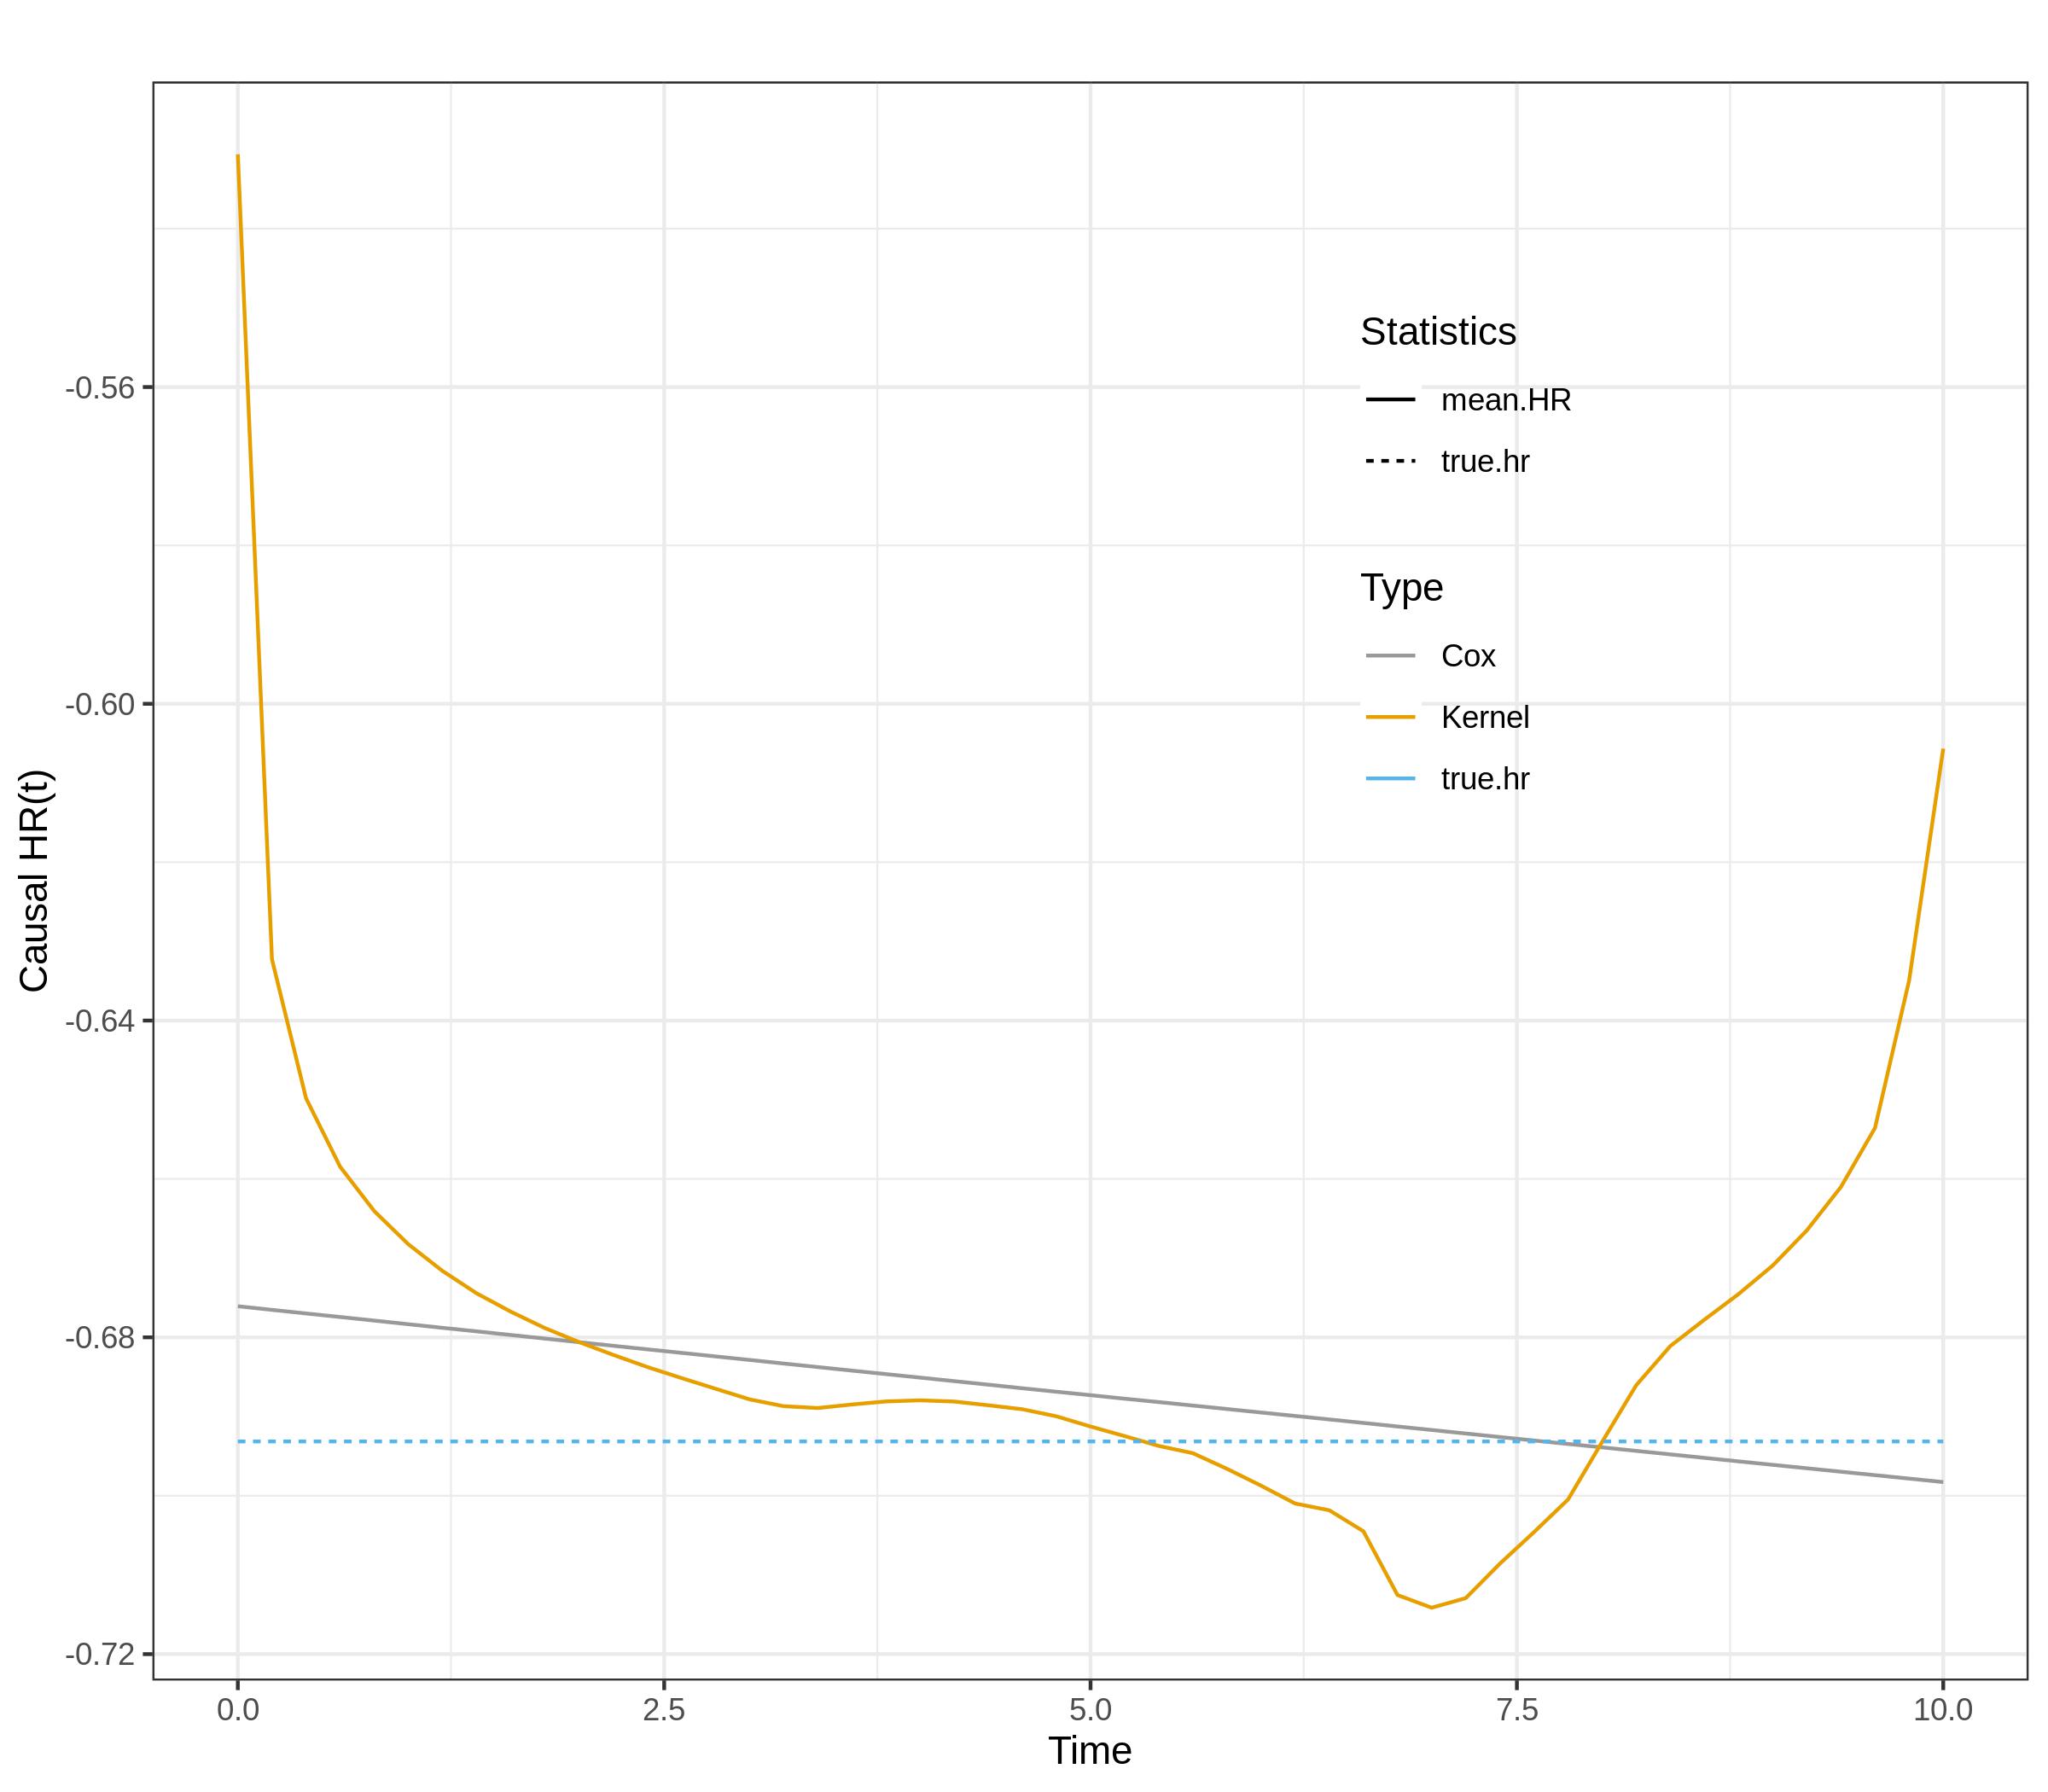 Statistics
mean.HR
true.hr
Type
Cox
Kernel
true.hr
Causal HR(t)
-0.56
-0.60
-0.64
-0.68
-0.72
0.0 2.5 5.0 7.5 10.0
Time